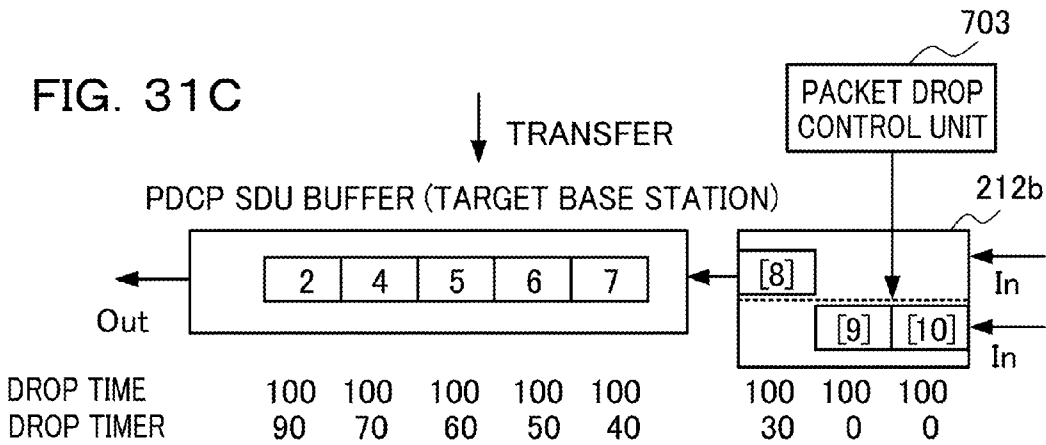 703
FIG. 31C
PACKET DROP
CONTROL UNIT
TRANSFER
PDCP SDU BUFFER (TARGET BASE STATION)
212b
2 4 5 6 7
[8]
In
Out
[9] [10]
In
DROP TIME 100 100 100 100 100 100 100 100
DROP TIMER 90 70 60 50 40 30 0 0